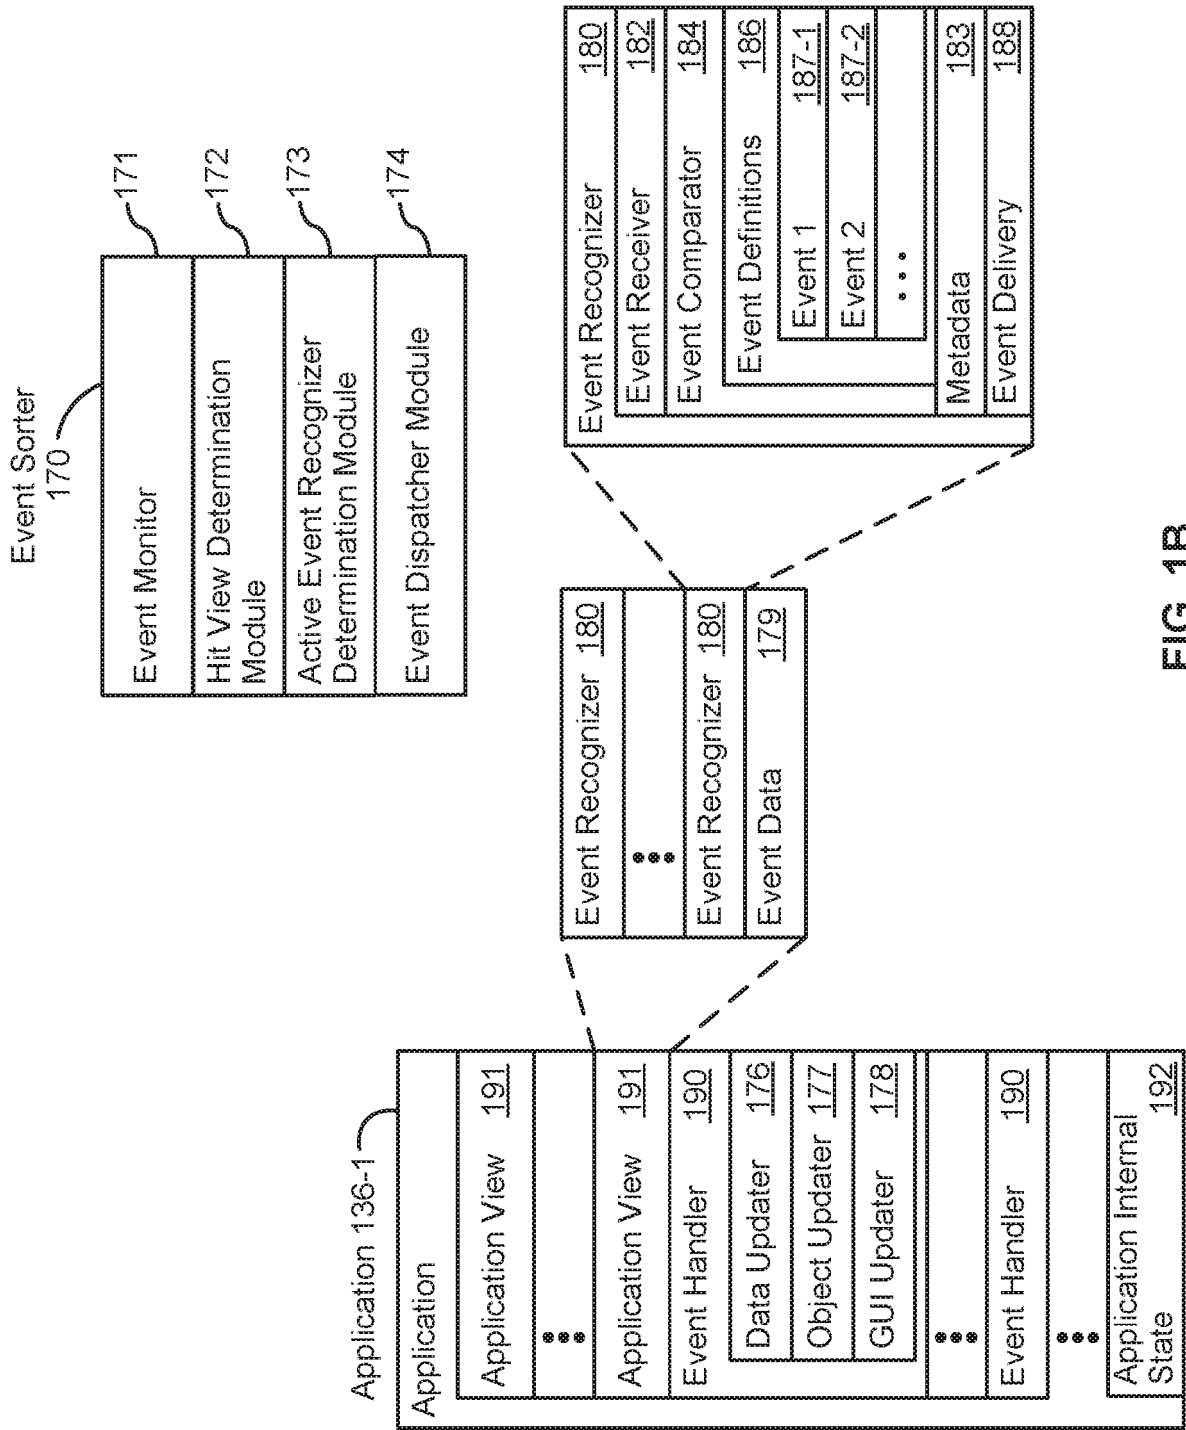 Event Sorter
170
Event Monitor
171
Hit View Determination
Module
172
Active Event Recognizer
Determination Module
173
Event Dispatcher Module
174
Application 136-1
Application
Application View 191
Application View 191
Event Handler 190
Data Updater 176
Object Updater 177
GUI Updater 178
Event Handler 190
Application Internal
State 192
Event Recognizer 180
Event Recognizer 180
Event Data 179
Event Recognizer 180
Event Receiver 182
Event Comparator 184
Event Definitions 186
Event 1 187-1
Event 2 187-2
Metadata 183
Event Delivery 188
FIG. 1B